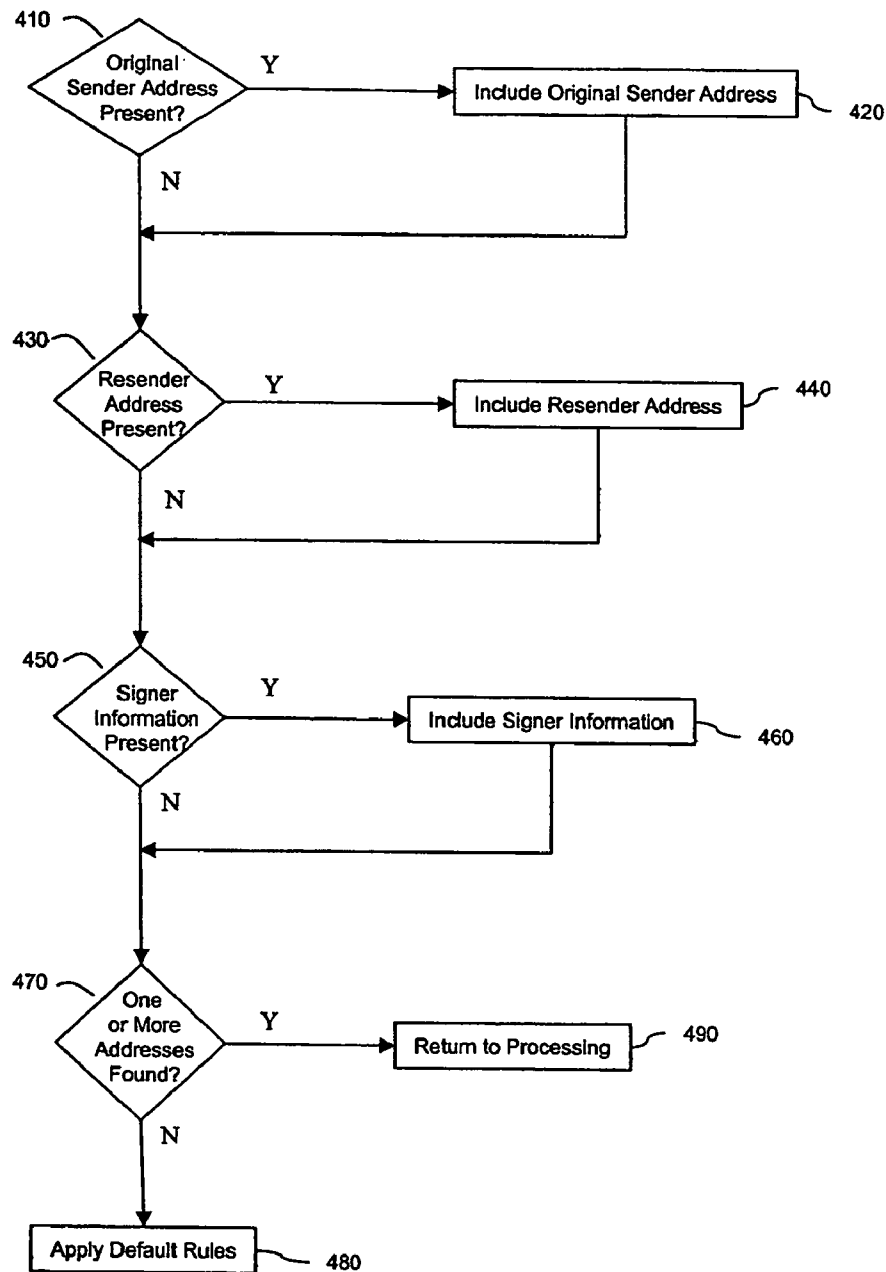 410
Original
Sender Address
Present?
Y
Include Original Sender Address
420
N
430
Resender
Address
Present?
Y
Include Resender Address
440
N
450
Signer
Information
Present?
Y
Include Signer Information
460
N
470
One
or More
Addresses
Found?
Y
Return to Processing
490
N
Apply Default Rules
480